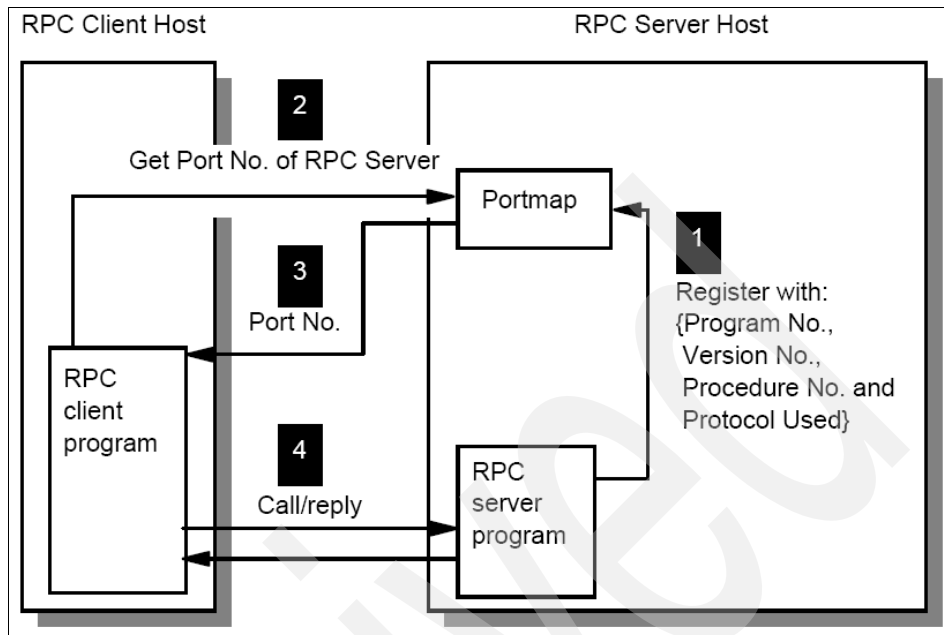 RPC Client Host
RPC Server Host
2
Get Port No. of RPC Server
Portmap
1
3
Register with:
{Program No.,
Version No.,
Procedure No. and
Protocol Used}
Port No.
RPC
client
program
4
Call/reply
RPC
server
program